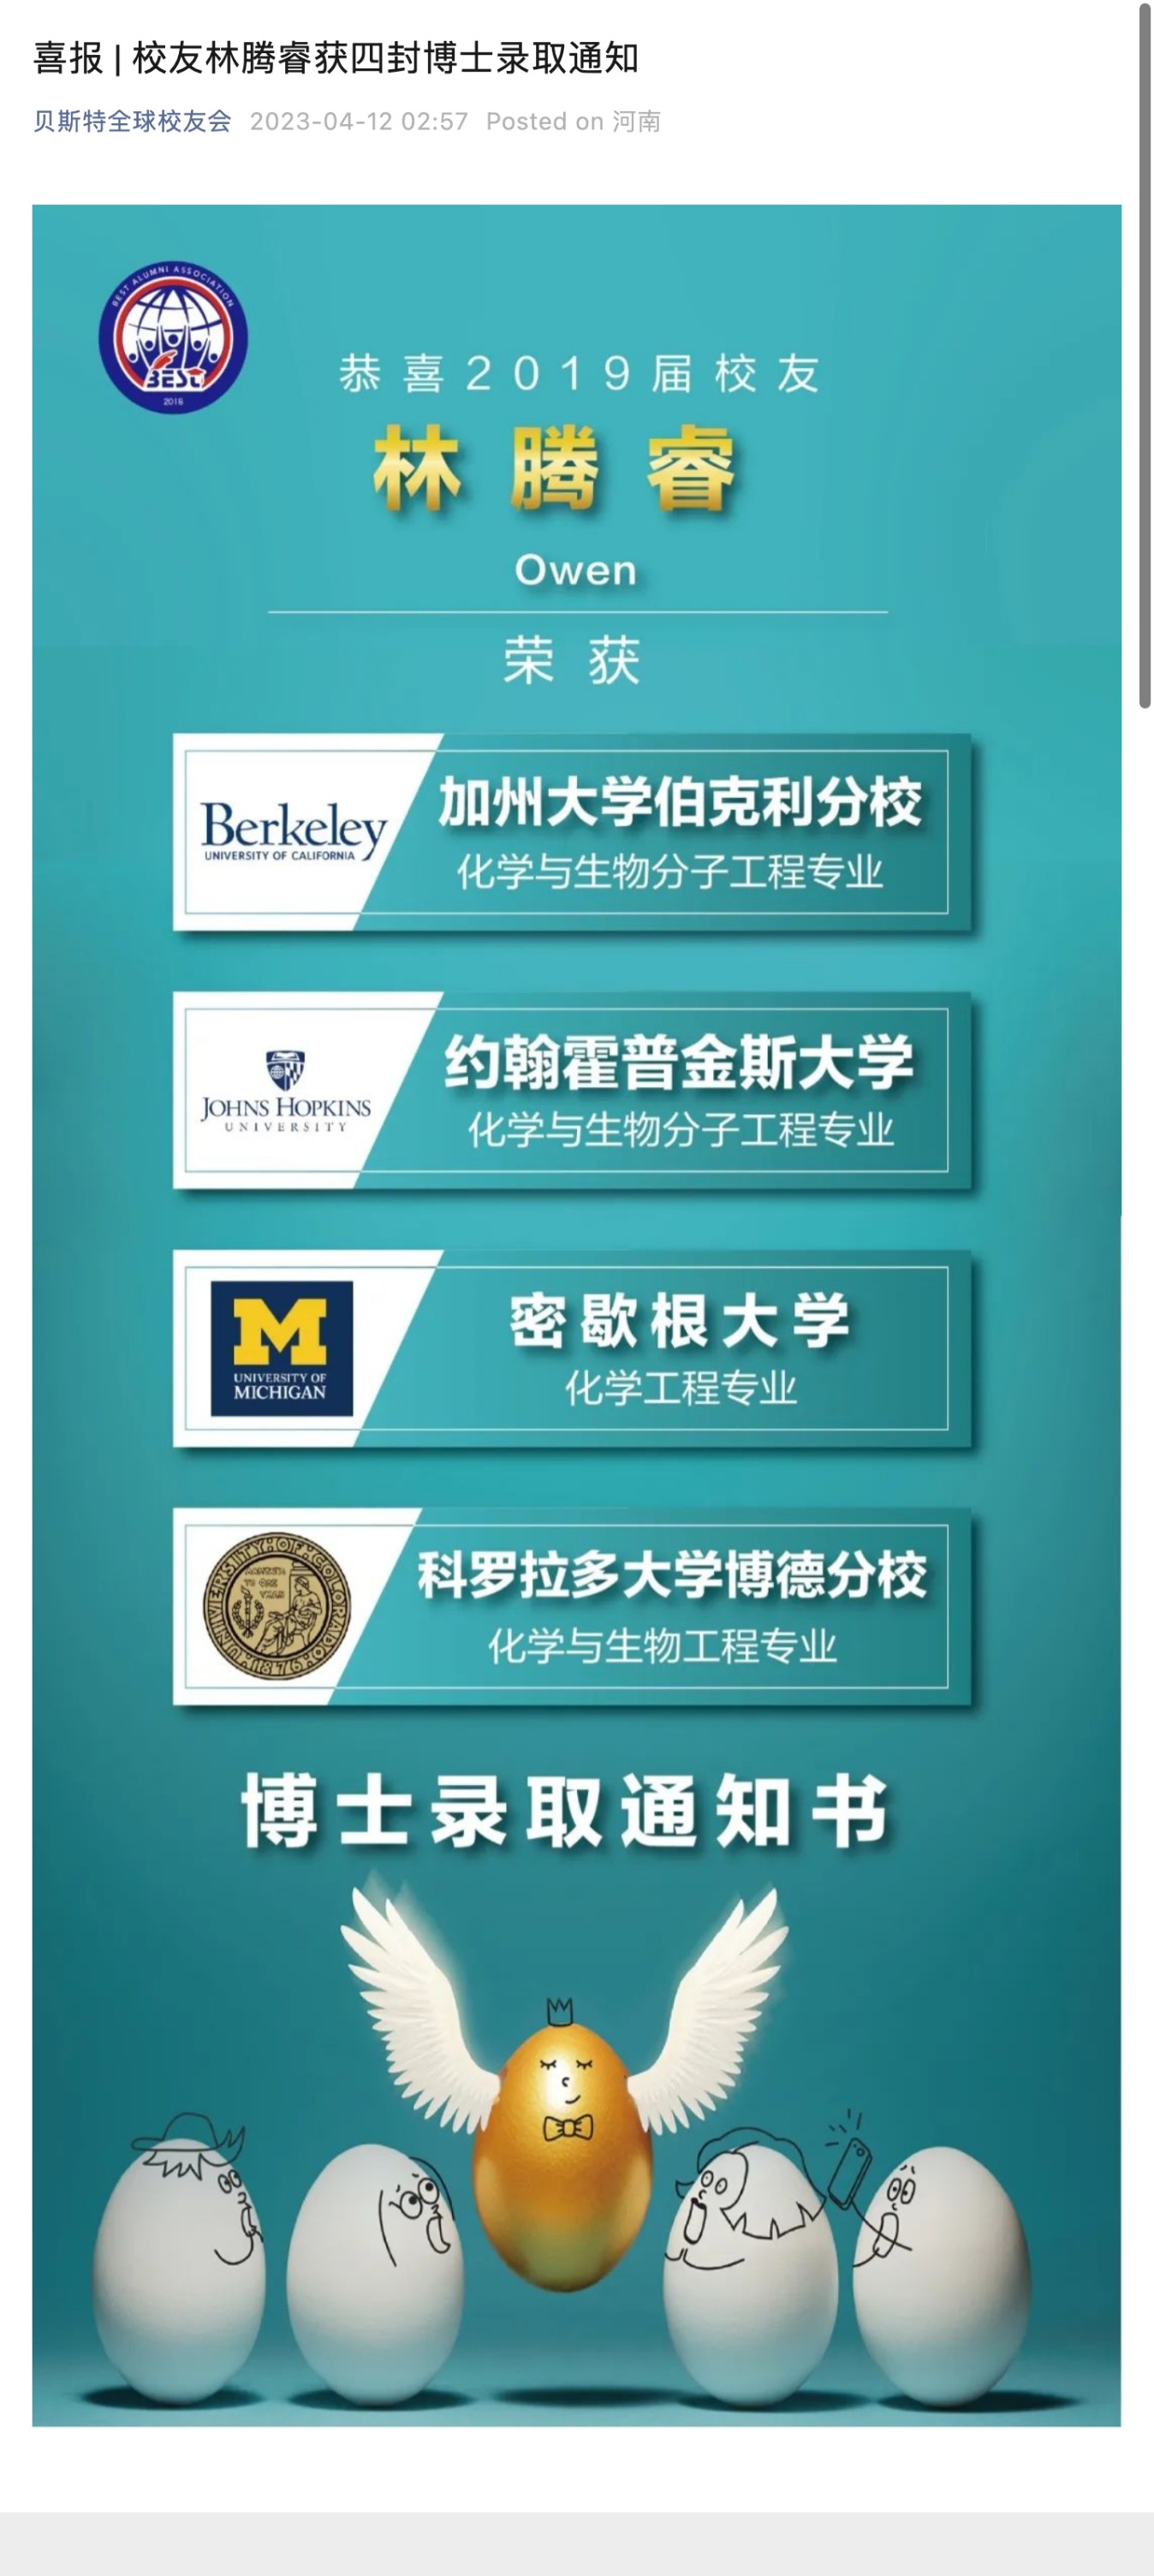 喜报 | 校友林腾睿获四封博士录取通知
贝斯特全球校友会 2023-04-12 02:57 Posted on 河南
BEST ALUMNI ASSOCIATION
BEST
2016
恭喜2019届校友
林腾睿
Owen
荣获
Berkeley
UNIVERSITY OF CALIFORNIA
加州大学伯克利分校
化学与生物分子工程专业
JOHNS HOPKINS
UNIVERSITY
约翰霍普金斯大学
化学与生物分子工程专业
M
UNIVERSITY OF
MICHIGAN
密歇根大学
化学工程专业
UNIVERSITY OF COLORADO
1876
科罗拉多大学博德分校
化学与生物工程专业
博士录取通知书